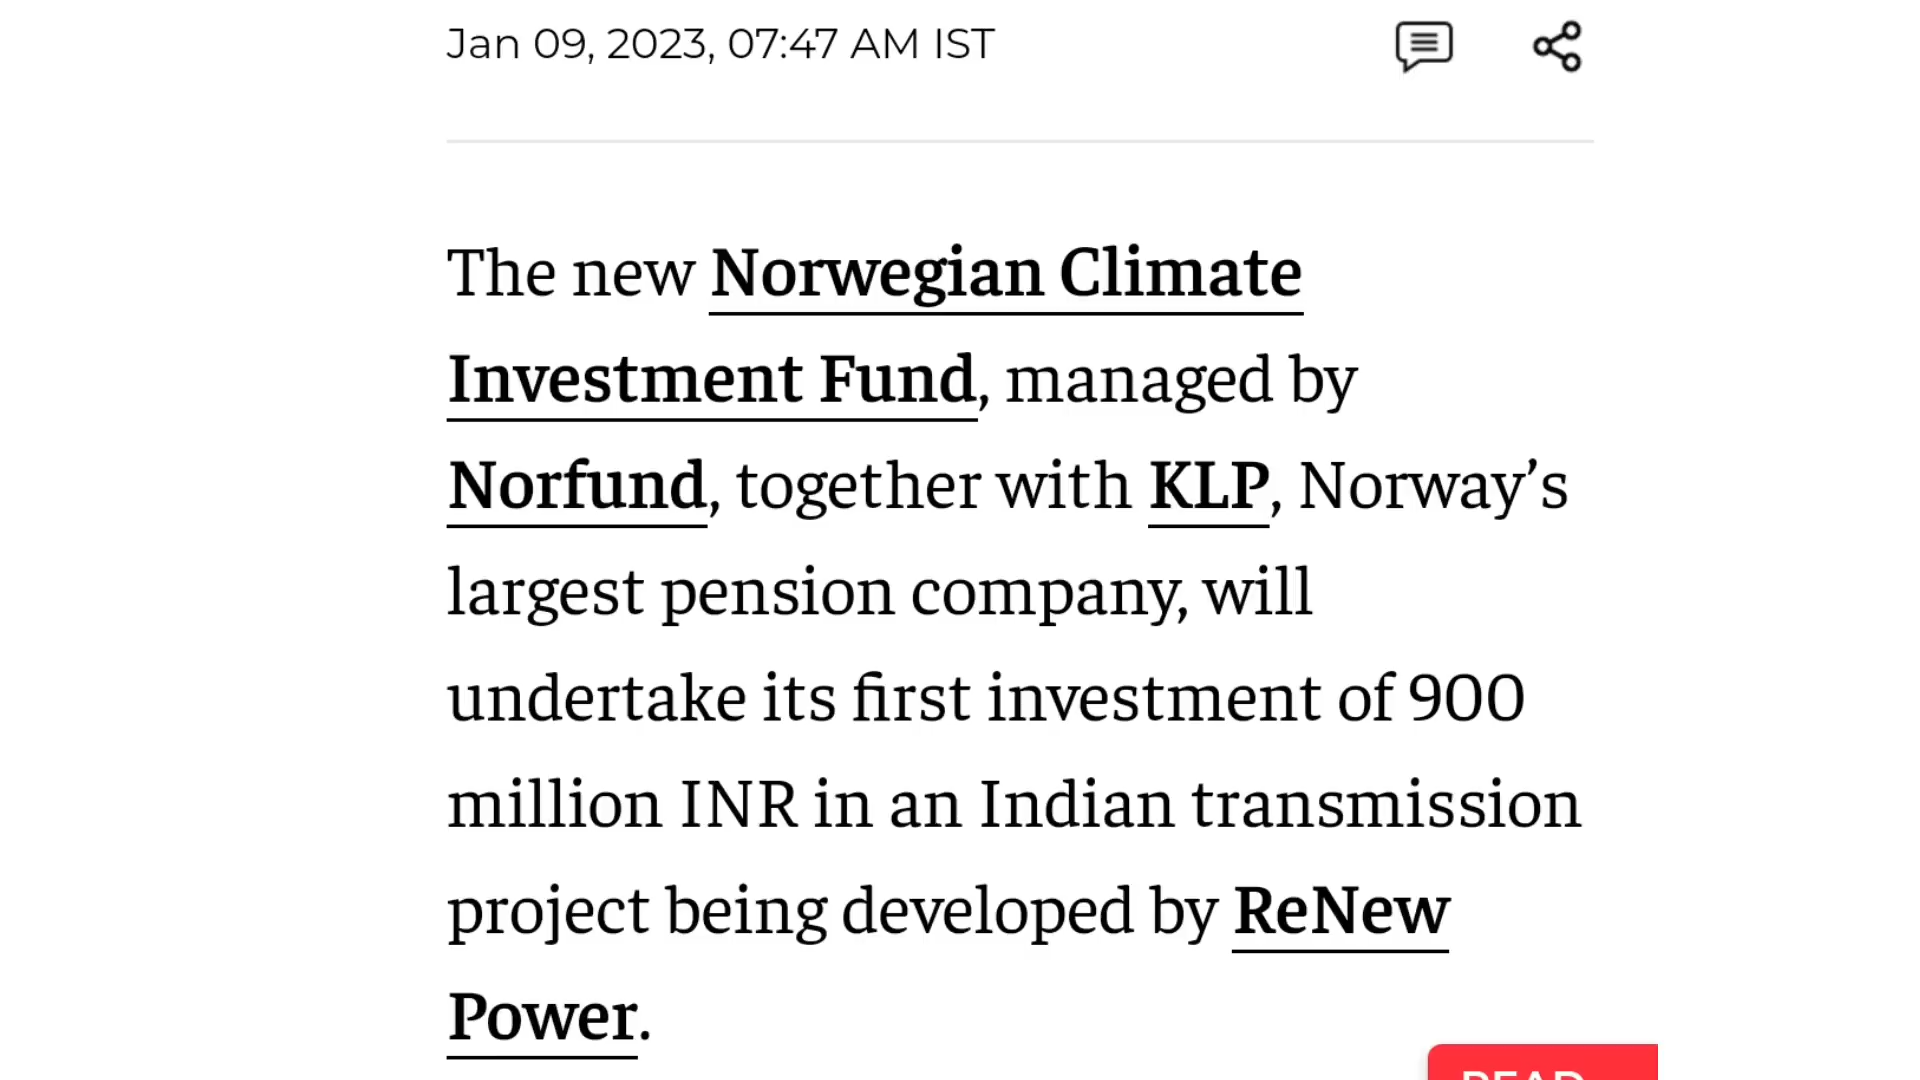 Jan 09, 2023, 07:47 AM IST
The new Norwegian Climate
Investment Fund, managed by
Norfund, together with KLP, Norway’s
largest pension company, will
undertake its first investment of 900
million INR in an Indian transmission
project being developed by ReNew
Power.
READ